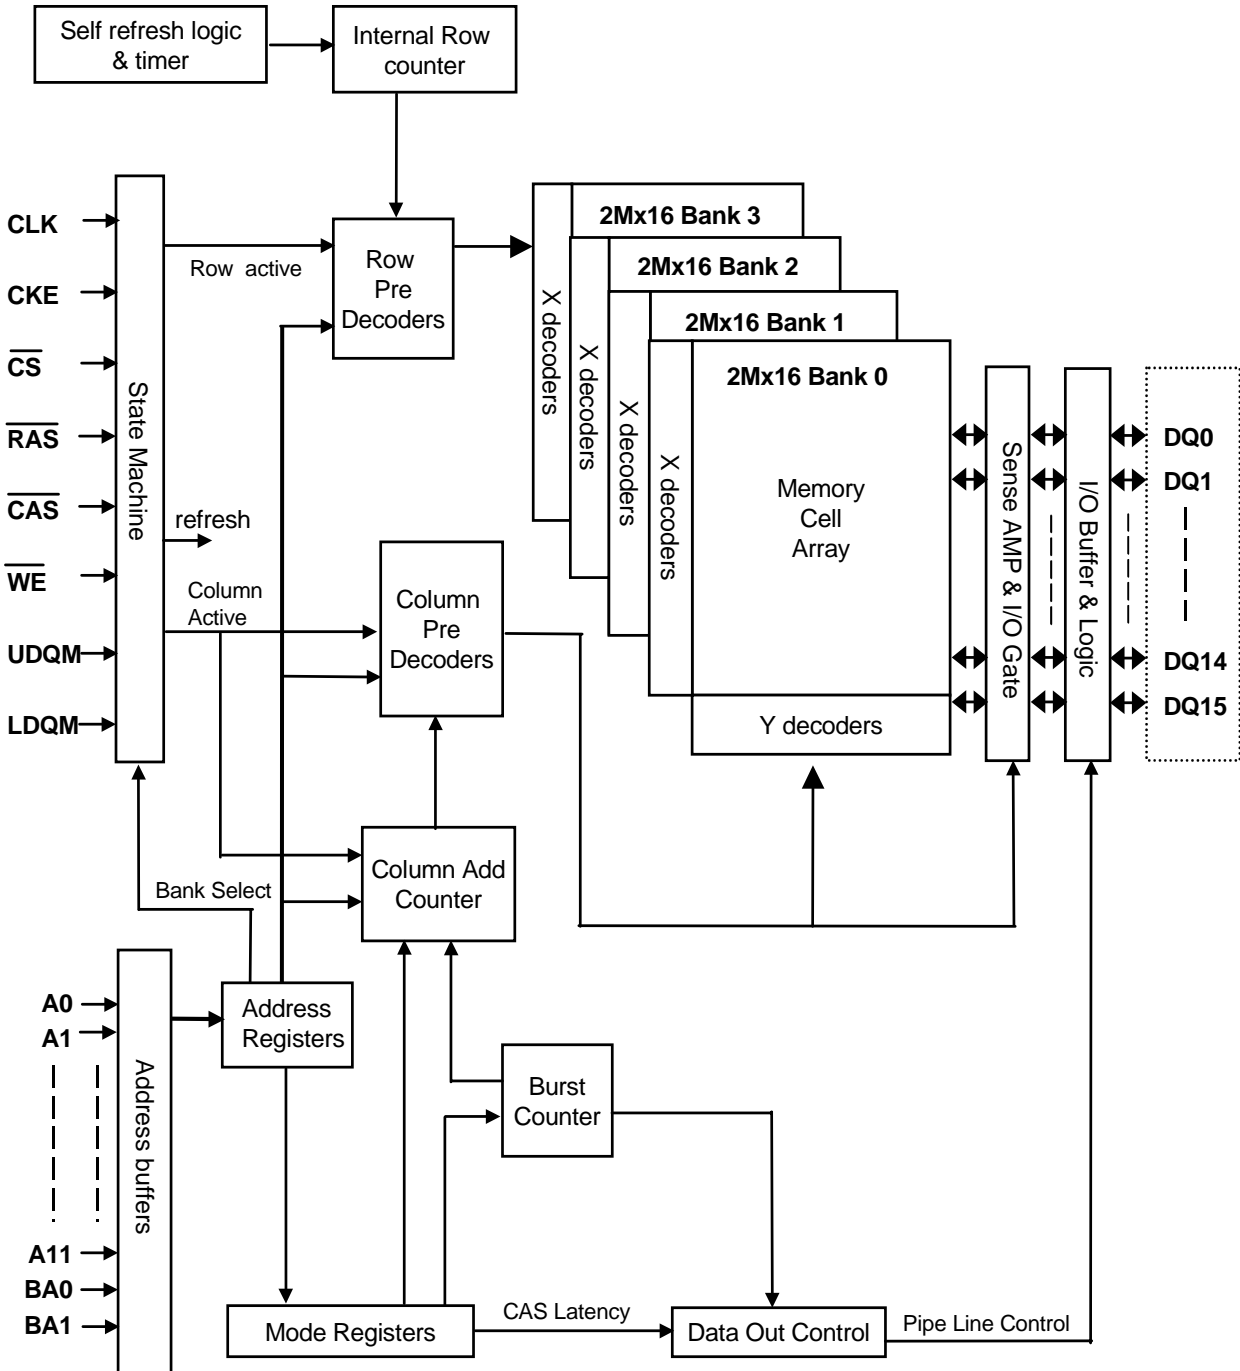 Self refresh logic
& timer
Internal Row
counter
CLK
CKE
CS
RAS
CAS
WE
UDQM
LDQM
State Machine
Row active
refresh
Column
Active
Bank Select
Row
Pre
Decoders
Column
Pre
Decoders
Column Add
Counter
2Mx16 Bank 3
2Mx16 Bank 2
2Mx16 Bank 1
2Mx16 Bank 0
X decoders
X decoders
X decoders
X decoders
Memory
Cell
Array
Y decoders
Sense AMP & I/O Gate
I/O Buffer & Logic
DQ0
DQ1
DQ14
DQ15
A0
A1
A11
BA0
BA1
Address buffers
Address
Registers
Burst
Counter
Mode Registers
CAS Latency
Data Out Control
Pipe Line Control